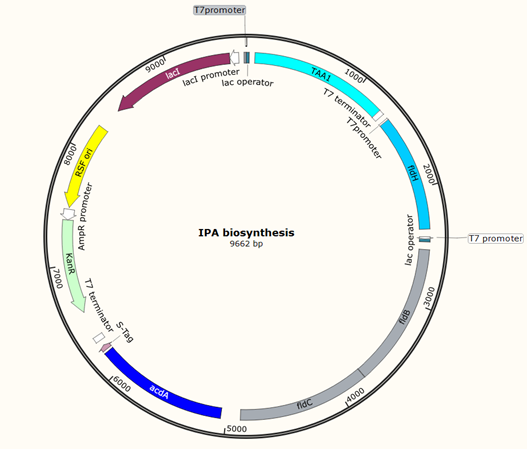 T7promoter
lac operator
TAA1
1000
T7 terminator
T7promoter
fldH
2000
lac operator
T7 promoter
fldB
3000
fldC
4000
5000
acdA
6000
S-Tag
T7 terminator
7000
KanR
AmpR promoter
RSF ori
8000
lacI
9000
lacI promoter
IPA biosynthesis
9662 bp